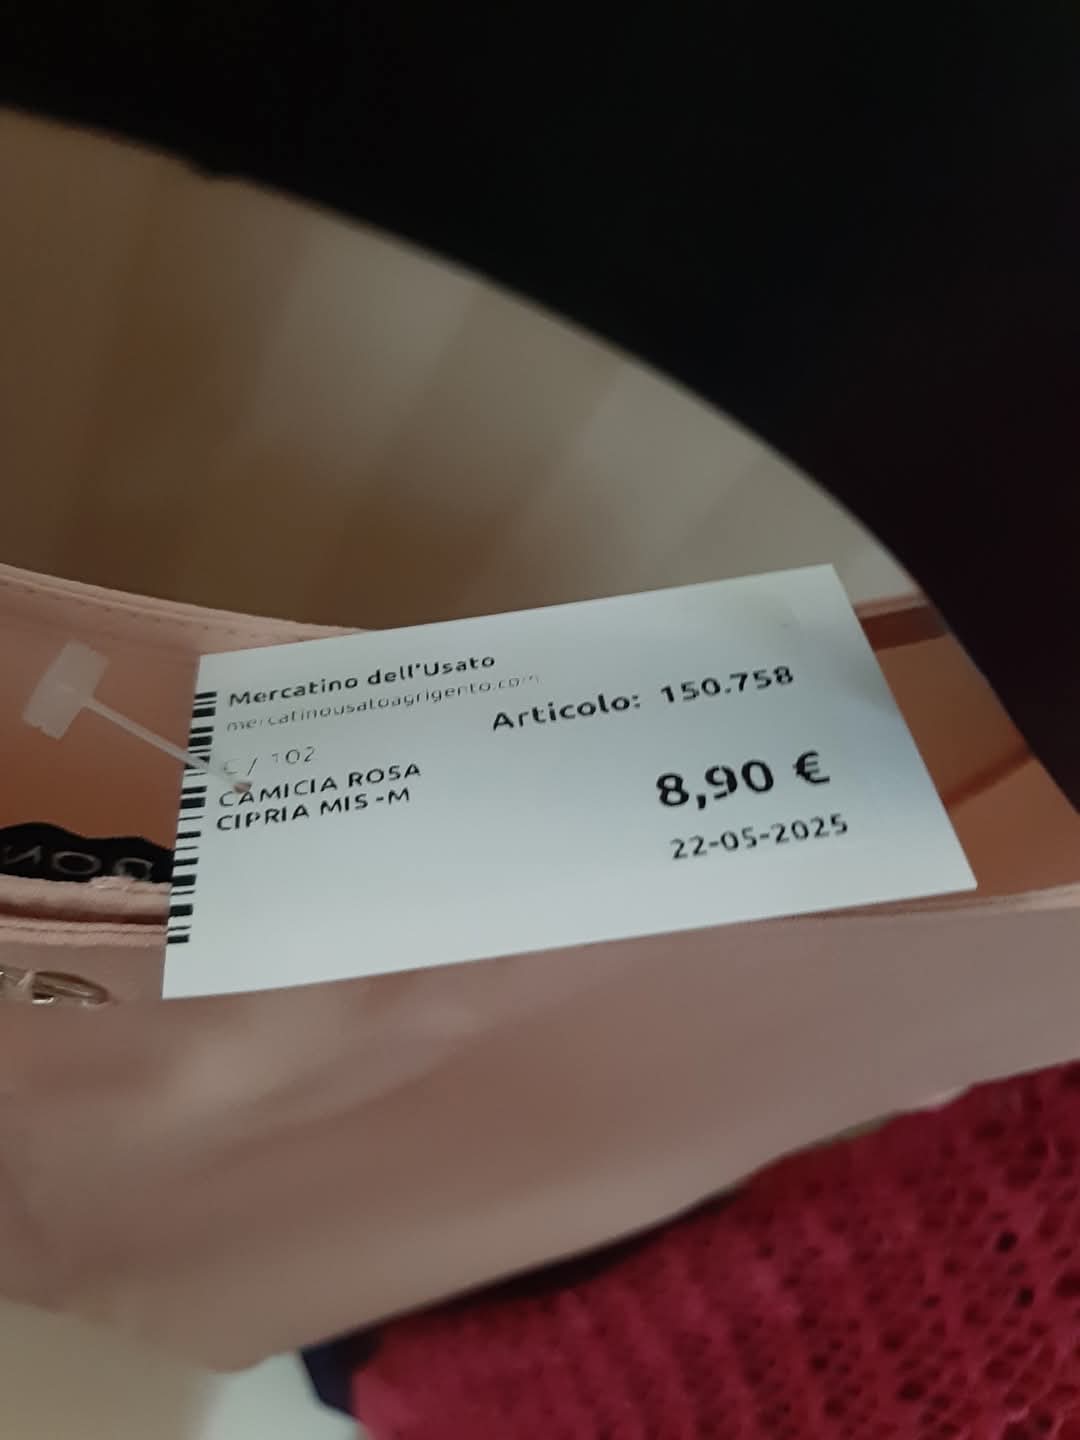 Mercatino dell'Usato
mercatinousatoagrigento.com
Articolo: 150.758
C/ 102
CAMICIA ROSA
CIPRIA MIS -M
8,90 €
22-05-2025